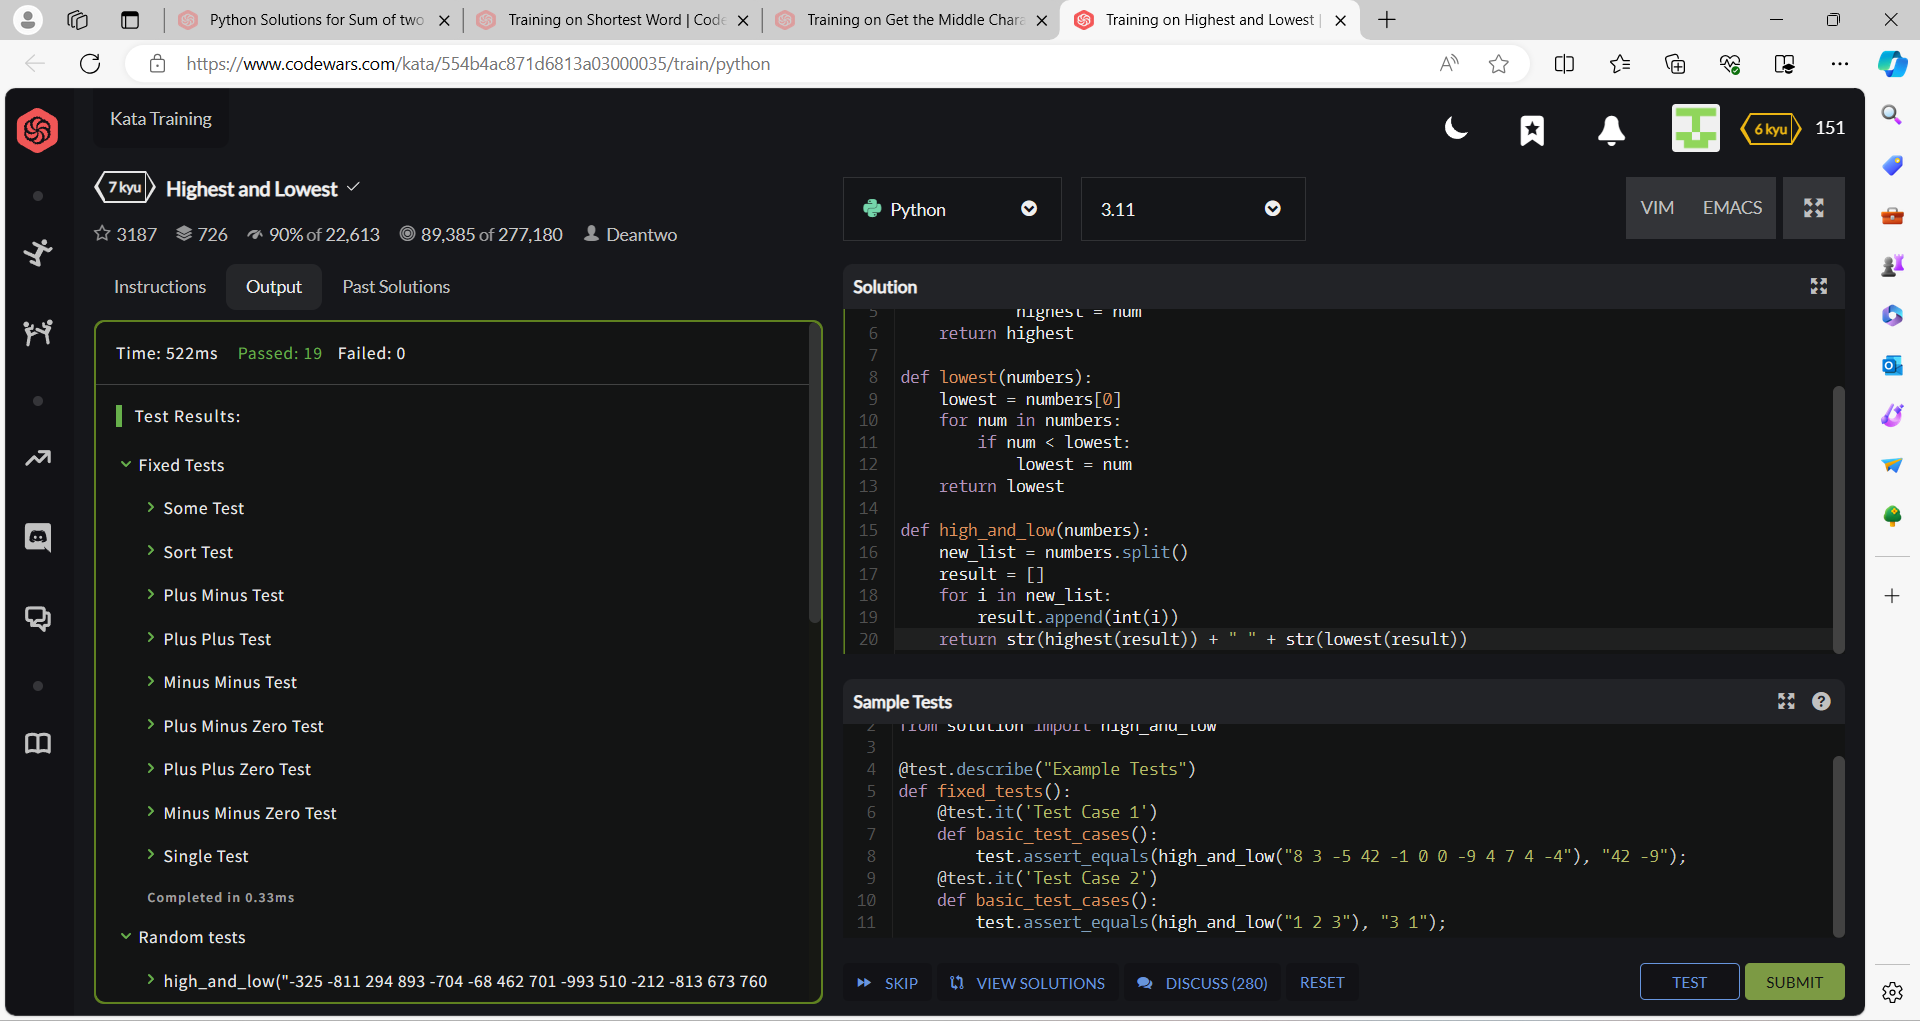 Python Solutions for Sum of two
Training on Shortest Word | Code
Training on Get the Middle Chara
Training on Highest and Lowest |
https://www.codewars.com/kata/554b4ac871d6813a03000035/train/python
Kata Training
6 kyu 151
7 kyu Highest and Lowest
3187 726 90% of 22,613 89,385 of 277,180 Deantwo
Python
3.11
VIM EMACS
Instructions Output Past Solutions
Time: 522ms Passed: 19 Failed: 0
Test Results:
Fixed Tests
Some Test
Sort Test
Plus Minus Test
Plus Plus Test
Minus Minus Test
Plus Minus Zero Test
Plus Plus Zero Test
Minus Minus Zero Test
Single Test
Completed in 0.33ms
Random tests
high_and_low("-325 -811 294 893 -704 -68 462 701 -993 510 -212 -813 673 760
Solution
5 highest = num
6 return highest
7
8 def lowest(numbers):
9 lowest = numbers[0]
10 for num in numbers:
11 if num < lowest:
12 lowest = num
13 return lowest
14
15 def high_and_low(numbers):
16 new_list = numbers.split()
17 result = []
18 for i in new_list:
19 result.append(int(i))
20 return str(highest(result)) + " " + str(lowest(result))
Sample Tests
2 from solution import high_and_low
3
4 @test.describe("Example Tests")
5 def fixed_tests():
6 @test.it('Test Case 1')
7 def basic_test_cases():
8 test.assert_equals(high_and_low("8 3 -5 42 -1 0 0 -9 4 7 4 -4"), "42 -9");
9 @test.it('Test Case 2')
10 def basic_test_cases():
11 test.assert_equals(high_and_low("1 2 3"), "3 1");
SKIP VIEW SOLUTIONS DISCUSS (280) RESET TEST SUBMIT